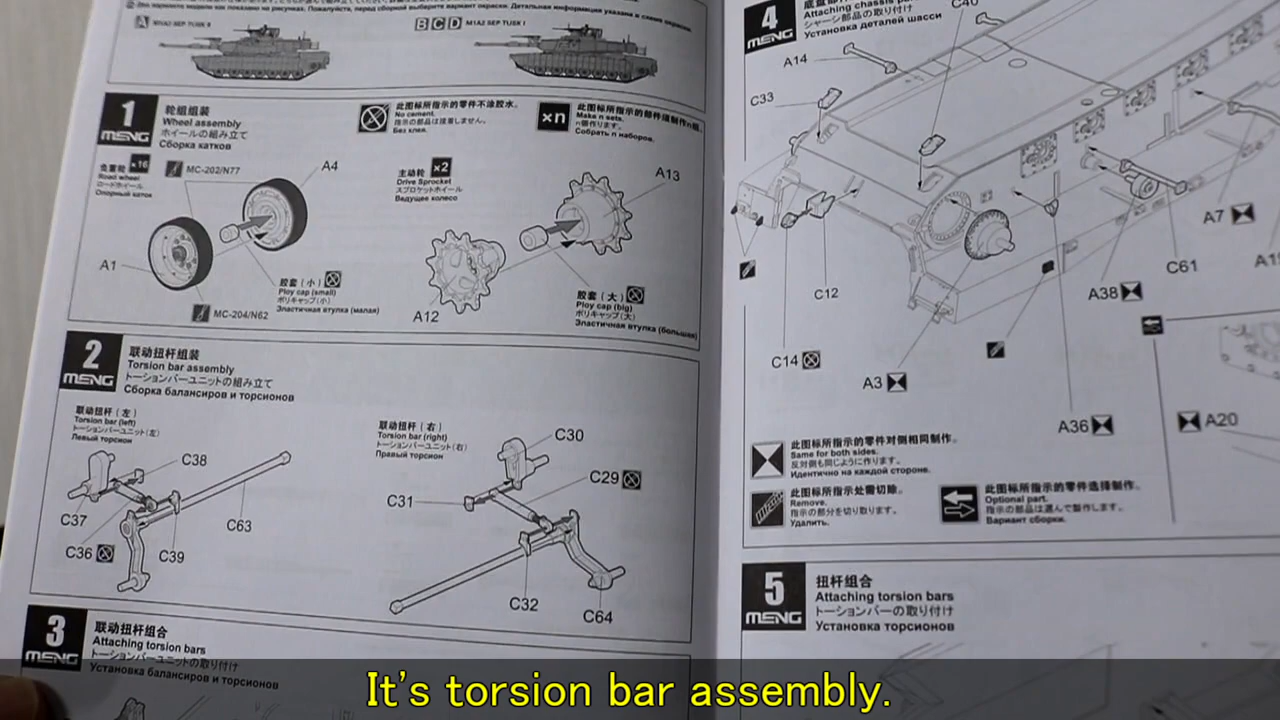 Этап модели как показано на рисунках. Пожалуйста, перед сборкой выберите вариант окраски. Детальная информация указана в схеме окраски.
A M1A2 SEP TUSK II
B C D M1A2 SEP TUSK I
1
MENG
轮组组装
Wheel assembly
ホイールの組み立て
Сборка катков
此图标所指示的零件不涂胶水。
No cement.
指示の部品は接着しません。
Без клея.
×n
此图标所指示的部件须制作n组。
Make n sets.
n個作ります。
Собрать n наборов.
负重轮 ×16
Road wheel
ロードホイール
Опорный каток
MC-202/N77
A4
主动轮 ×2
Drive Sprocket
スプロケットホイール
Ведущее колесо
A13
A1
胶套（小）
Ploy cap (small)
ポリキャップ(小)
Эластичная втулка (малая)
MC-204/N62
A12
胶套（大）
Ploy cap (big)
ポリキャップ(大)
Эластичная втулка (большая)
2
MENG
联动扭杆组装
Torsion bar assembly
トーションバーユニットの組み立て
Сборка балансиров и торсионов
联动扭杆（左）
Torsion bar (left)
トーションバーユニット(左)
Левый торсион
C38
C37
C63
C36
C39
联动扭杆（右）
Torsion bar (right)
トーションバーユニット(右)
Правый торсион
C30
C29
C31
C32
C64
3
MENG
联动扭杆组合
Attaching torsion bars
トーションバーユニットの取り付け
Установка балансиров и торсионов
4
MENG
Attaching chassis
シャーシ部品の取り付け
Установка деталей шасси
C40
A14
C33
C12
C14
A3
A7
C61
A38
A36
A20
此图标所指示的零件对侧相同制作。
Same for both sides.
反対側も同じように作ります。
Идентично на каждой стороне.
此图标所指示处需切除。
Remove.
指示の部分を切り取ります。
Удалить.
此图标所指示的零件选择制作。
Optional part.
指示の部品は選んで製作します。
Вариант сборки.
5
MENG
扭杆组合
Attaching torsion bars
トーションバーの取り付け
Установка торсионов
It's torsion bar assembly.